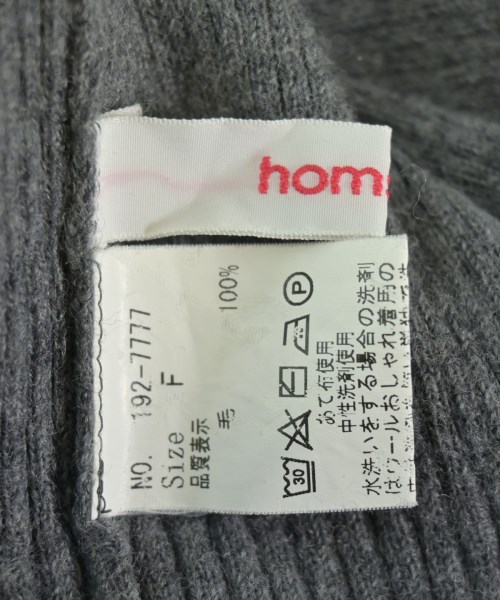 hom
NO. 192-7777
Size F
品質表示
毛 100%
30
P
あて布使用
中性洗剤使用
水洗いをする場合の洗剤
はウールおしゃれ着用の